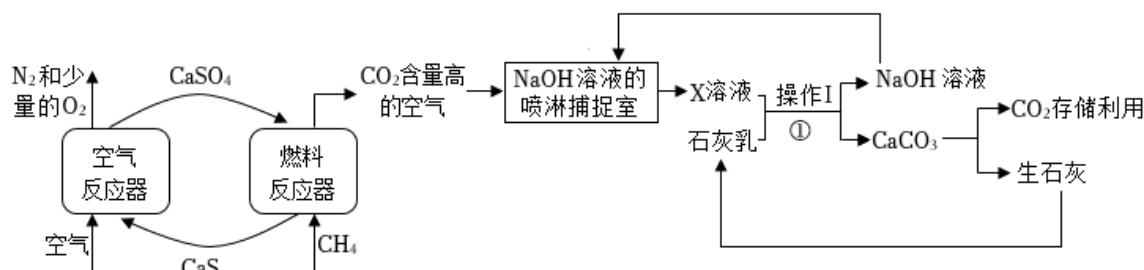 N₂和少
量的O₂
CaSO₄
空气
反应器
燃料
反应器
空气
CaS
CH₄
CO₂含量高
的空气
NaOH溶液的
喷淋捕捉室
X溶液
石灰乳
操作I
①
NaOH 溶液
CaCO₃
CO₂存储利用
生石灰